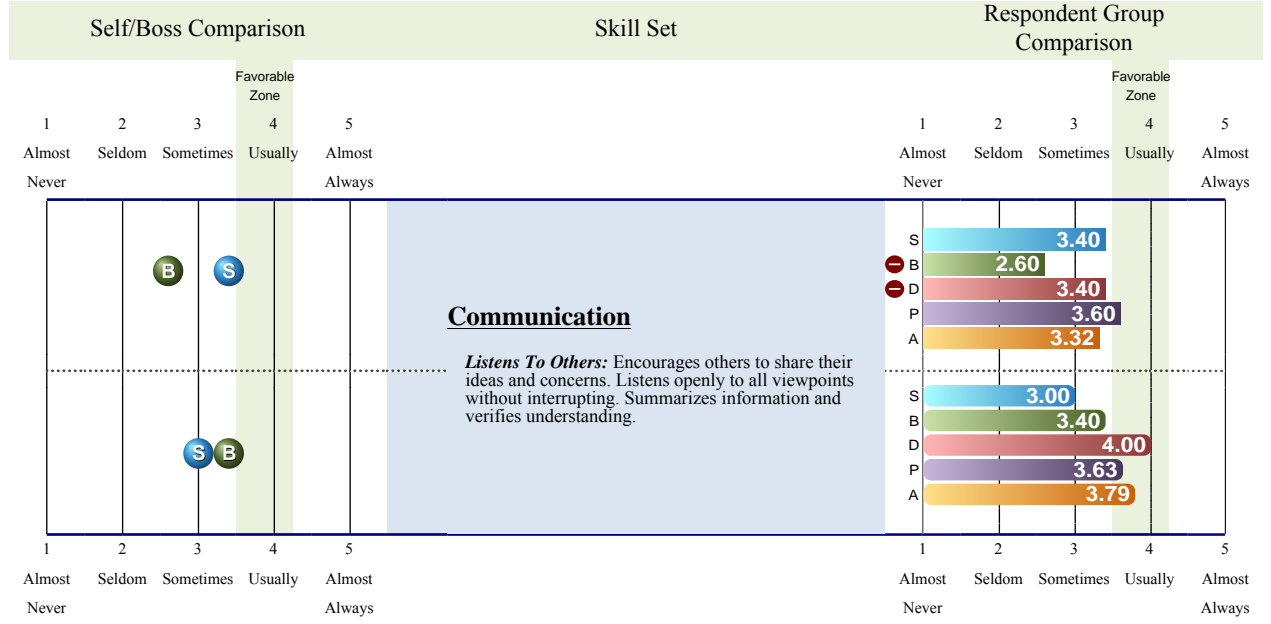 Self/Boss Comparison
Skill Set
Respondent Group
Comparison
Favorable
Zone
Favorable
Zone
1 2 3 4 5
1 2 3 4 5
Almost Seldom Sometimes Usually Almost
Almost Seldom Sometimes Usually Almost
Never Always
Never Always
B S
Communication
Listens To Others: Encourages others to share their
ideas and concerns. Listens openly to all viewpoints
without interrupting. Summarizes information and
verifies understanding.
S 3.40
B 2.60
D 3.40
P 3.60
A 3.32
S B
S 3.00
B 3.40
D 4.00
P 3.63
A 3.79
1 2 3 4 5
1 2 3 4 5
Almost Seldom Sometimes Usually Almost
Almost Seldom Sometimes Usually Almost
Never Always
Never Always